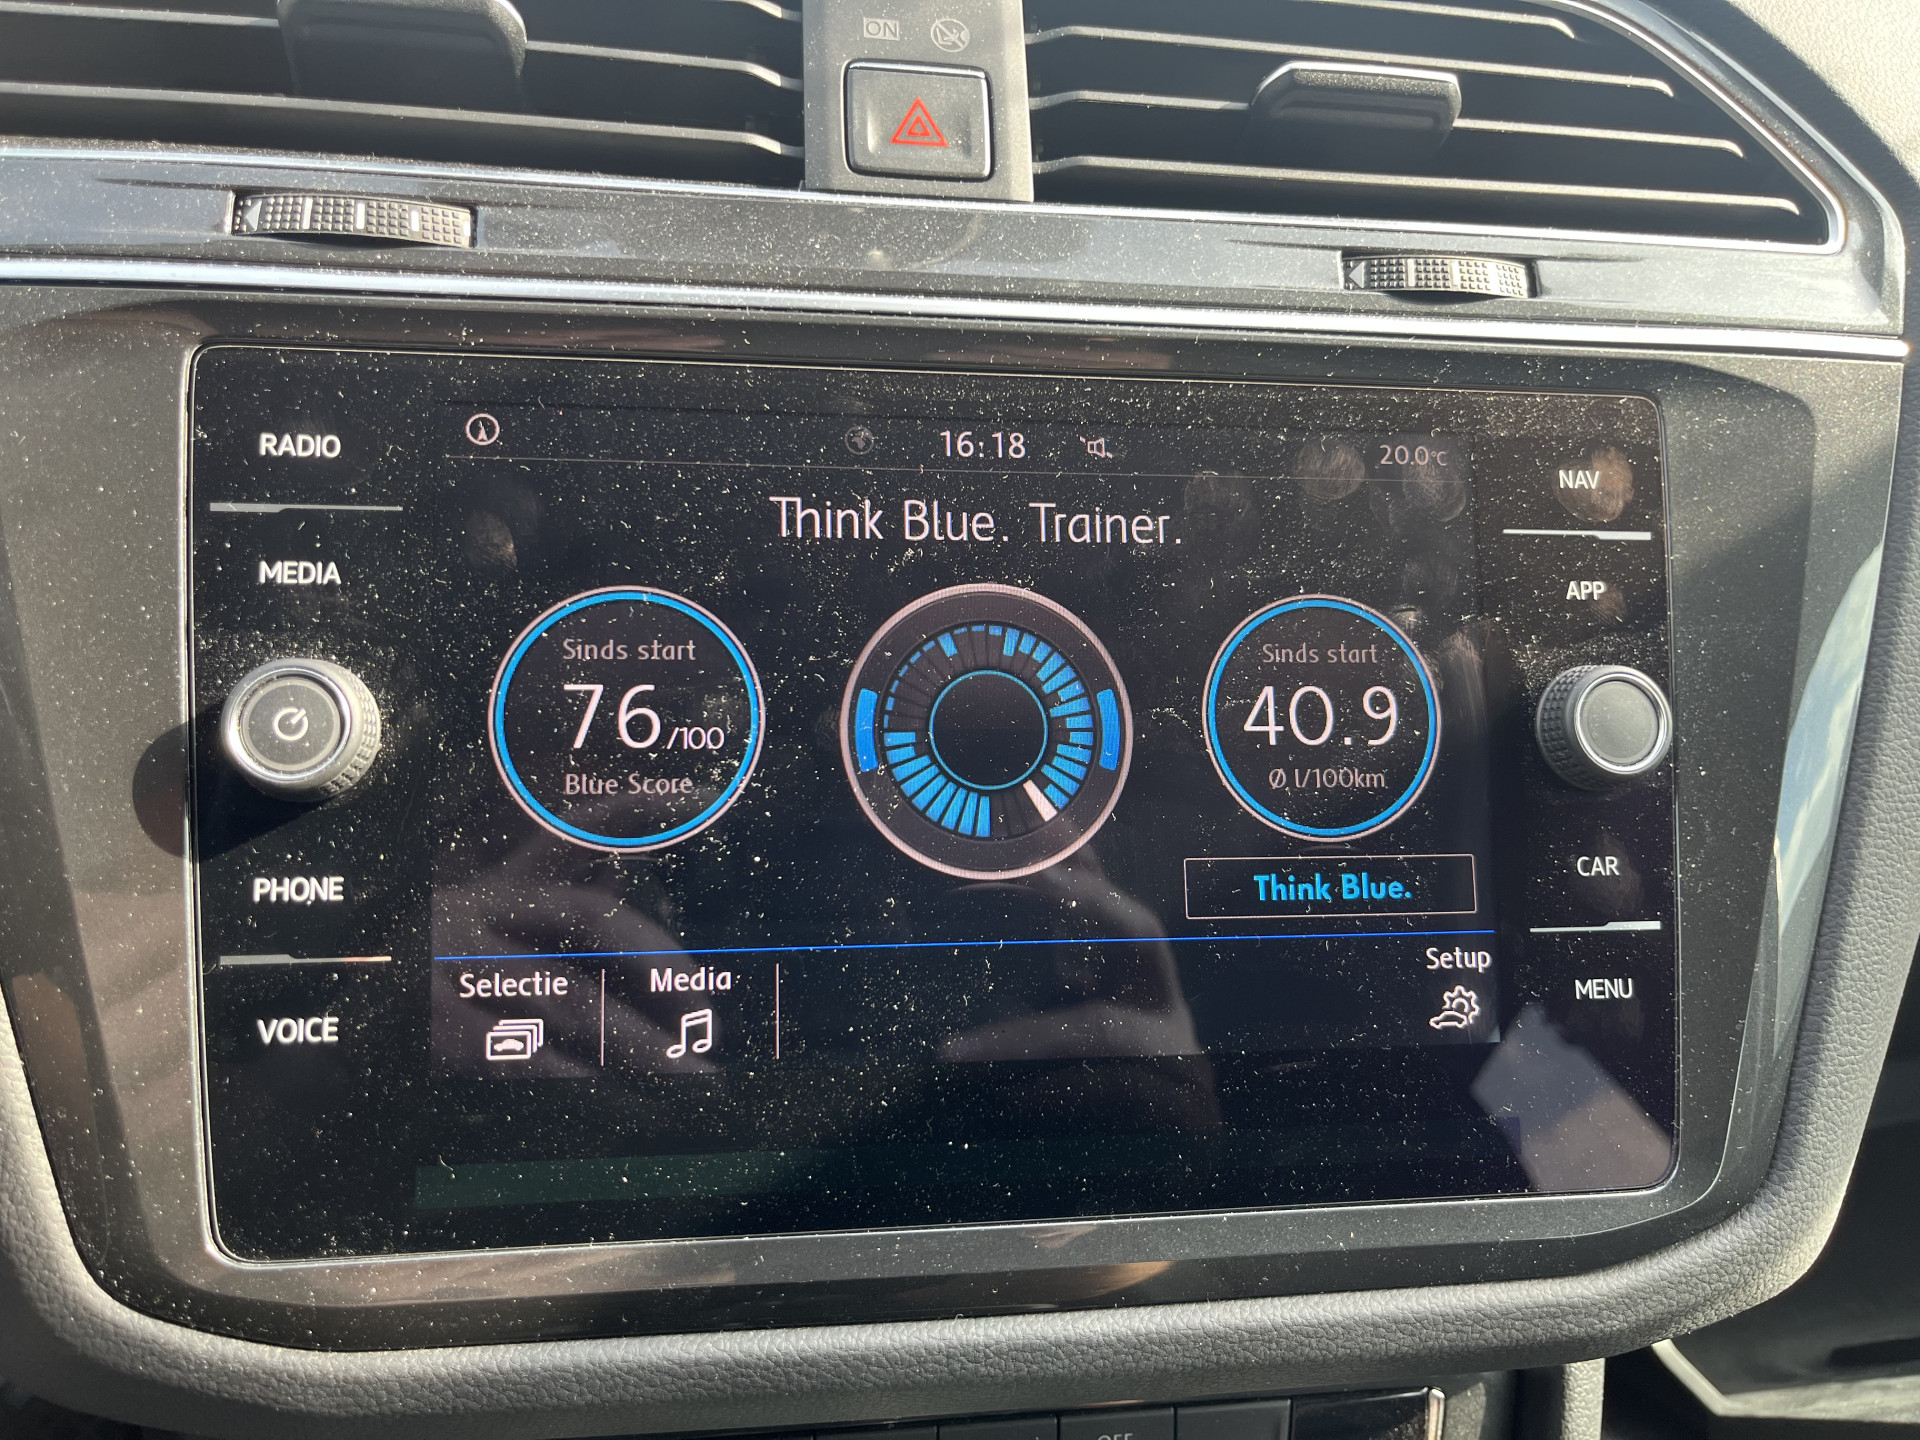 ON
RADIO
MEDIA
PHONE
VOICE
16:18
20.0°C
Think Blue. Trainer.
Sinds start
76/100
Blue Score
Sinds start
40.9
Ø l/100km
Think Blue.
Selectie
Media
Setup
NAV
APP
CAR
MENU
OFF